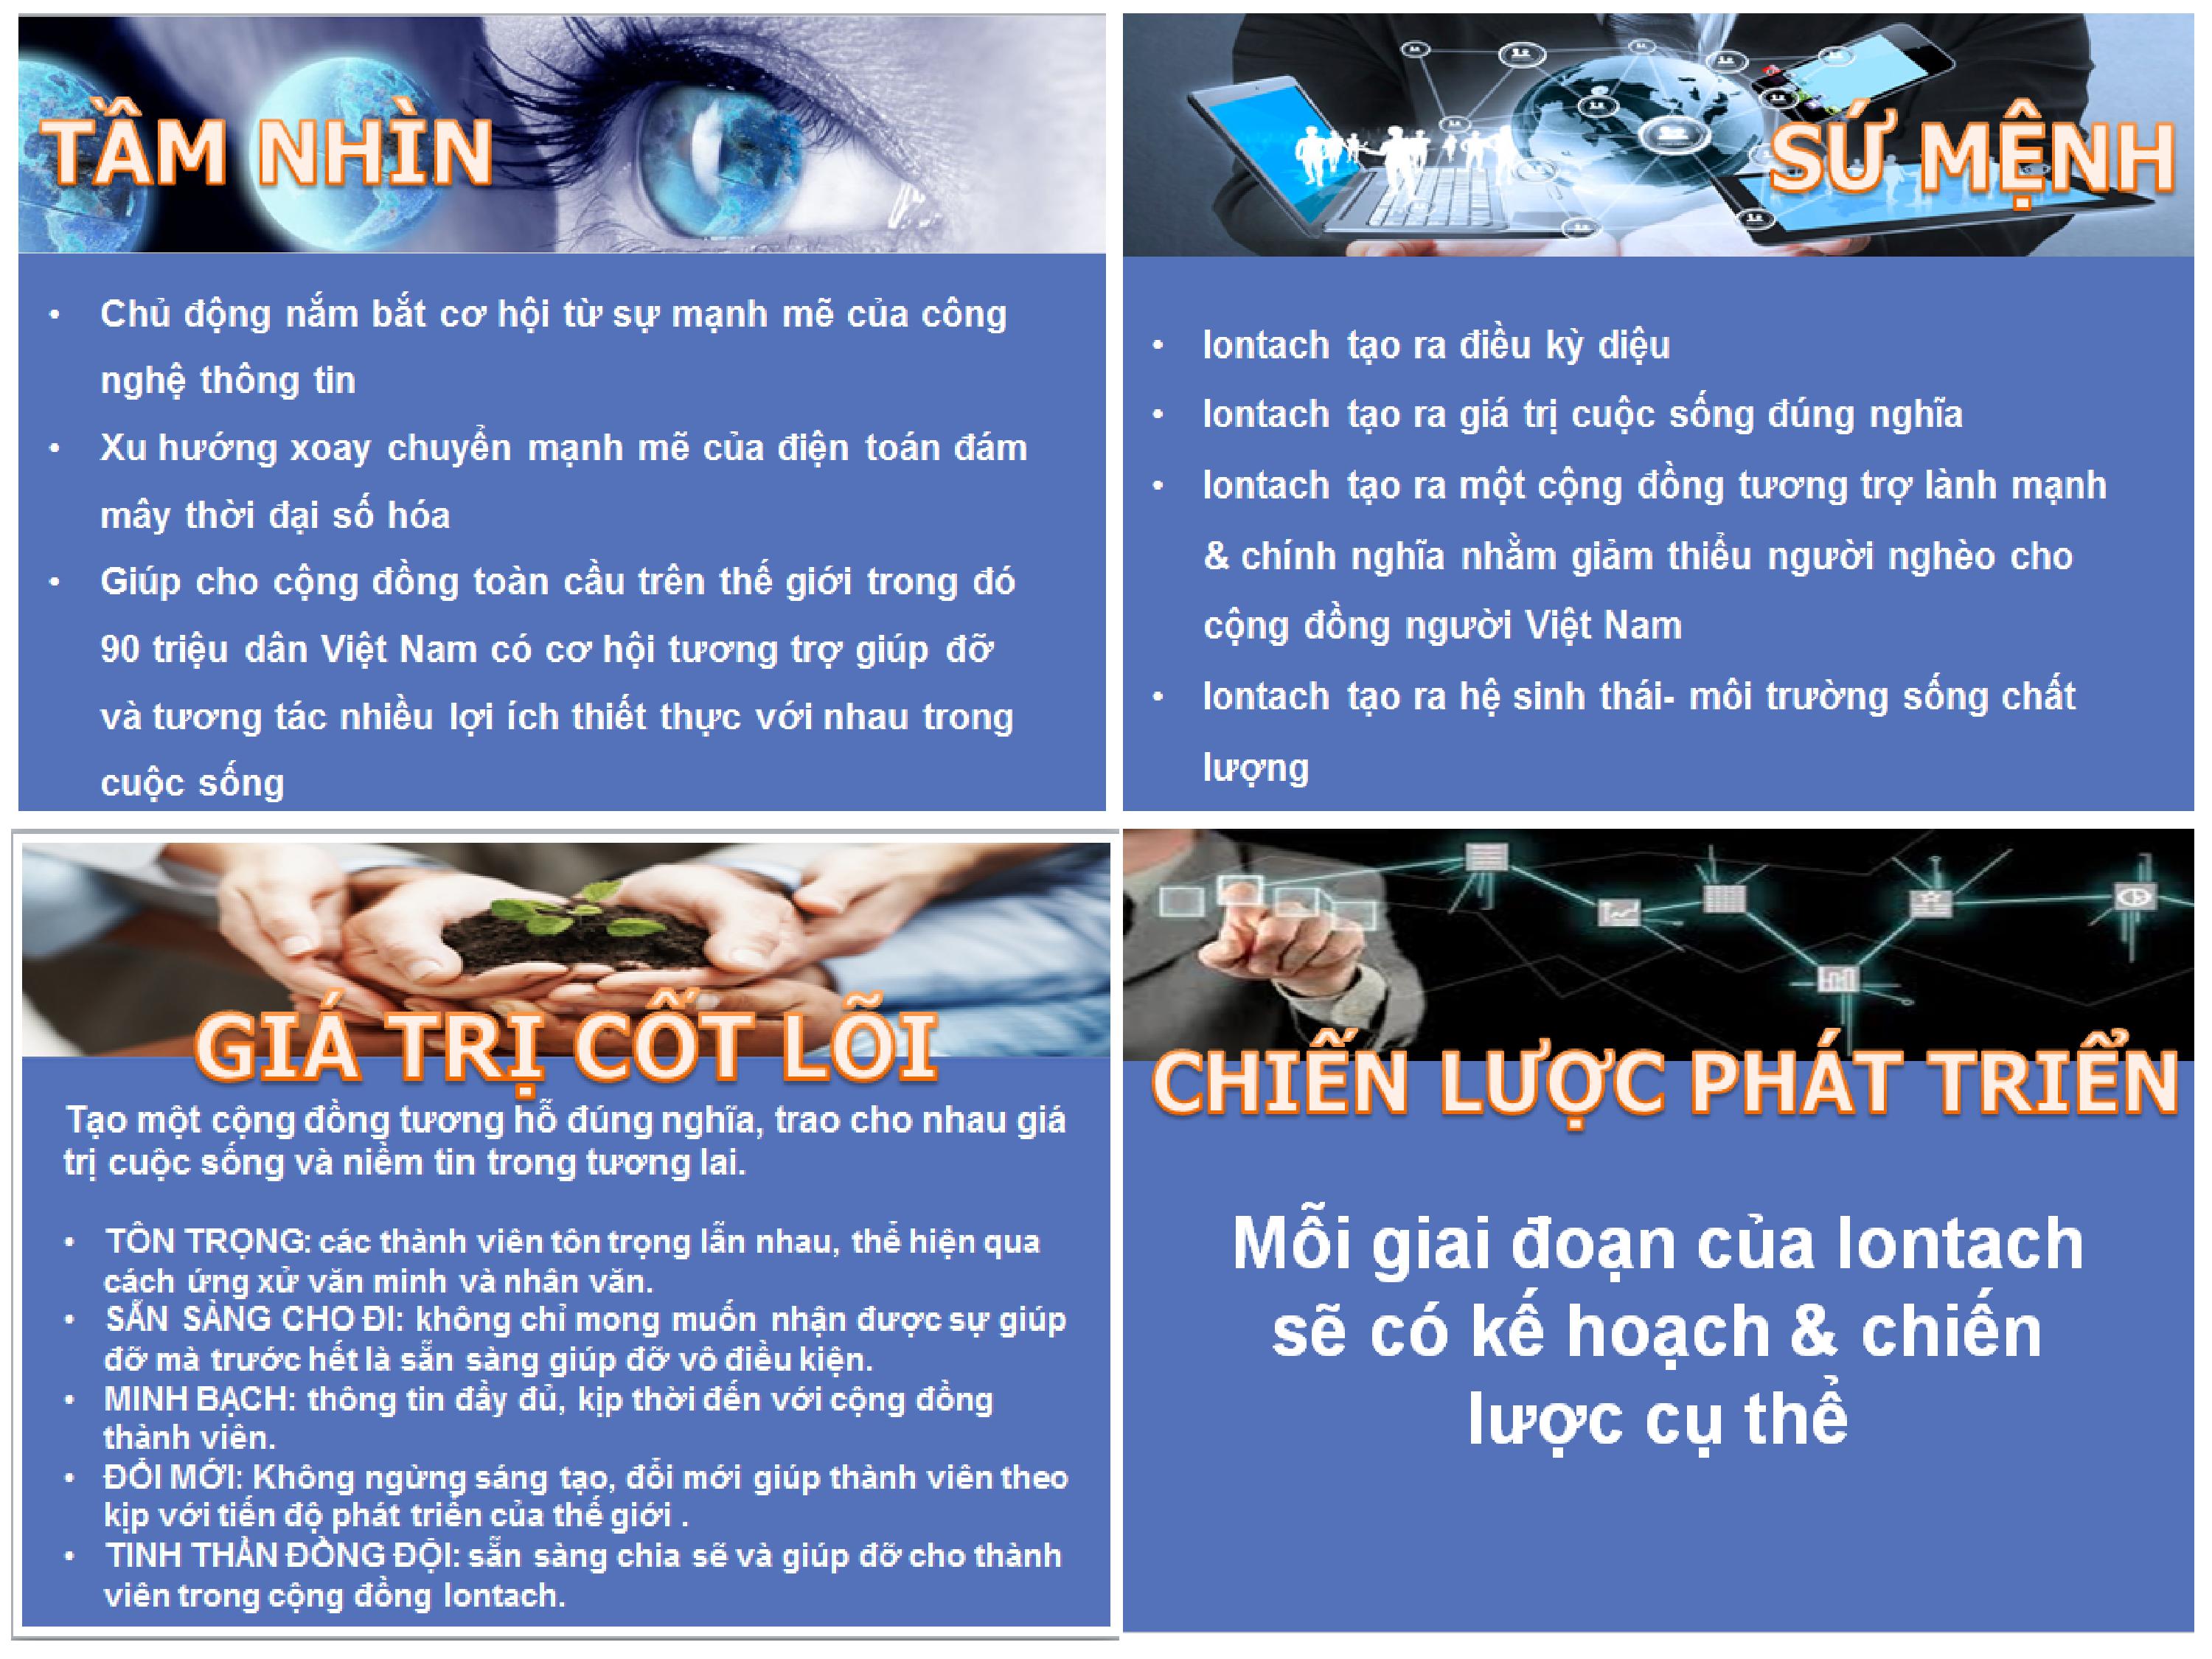 TẦM NHÌN
• Chủ động nắm bắt cơ hội từ sự mạnh mẽ của công
nghệ thông tin
• Xu hướng xoay chuyển mạnh mẽ của điện toán đám
mây thời đại số hóa
• Giúp cho cộng đồng toàn cầu trên thế giới trong đó
90 triệu dân Việt Nam có cơ hội tương trợ giúp đỡ
và tương tác nhiều lợi ích thiết thực với nhau trong
cuộc sống
SỨ MỆNH
• Iontach tạo ra điều kỳ diệu
• Iontach tạo ra giá trị cuộc sống đúng nghĩa
• Iontach tạo ra một cộng đồng tương trợ lành mạnh
& chính nghĩa nhằm giảm thiểu người nghèo cho
cộng đồng người Việt Nam
• Iontach tạo ra hệ sinh thái- môi trường sống chất
lượng
GIÁ TRỊ CỐT LÕI
Tạo một cộng đồng tương hỗ đúng nghĩa, trao cho nhau giá
trị cuộc sống và niềm tin trong tương lai.
• TÔN TRỌNG: các thành viên tôn trọng lẫn nhau, thể hiện qua
cách ứng xử văn minh và nhân văn.
• SẴN SÀNG CHO ĐI: không chỉ mong muốn nhận được sự giúp
đỡ mà trước hết là sẵn sàng giúp đỡ vô điều kiện.
• MINH BẠCH: thông tin đầy đủ, kịp thời đến với cộng đồng
thành viên.
• ĐỔI MỚI: Không ngừng sáng tạo, đổi mới giúp thành viên theo
kịp với tiến độ phát triển của thế giới .
• TINH THẦN ĐỒNG ĐỘI: sẵn sàng chia sẽ và giúp đỡ cho thành
viên trong cộng đồng Iontach.
CHIẾN LƯỢC PHÁT TRIỂN
Mỗi giai đoạn của Iontach
sẽ có kế hoạch & chiến
lược cụ thể